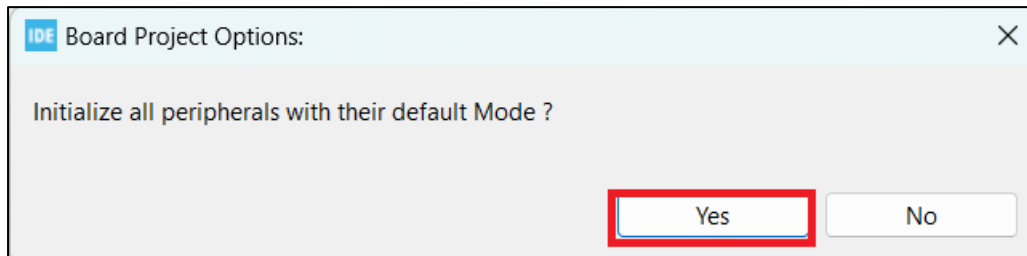 IDE Board Project Options:
Initialize all peripherals with their default Mode ?
Yes No